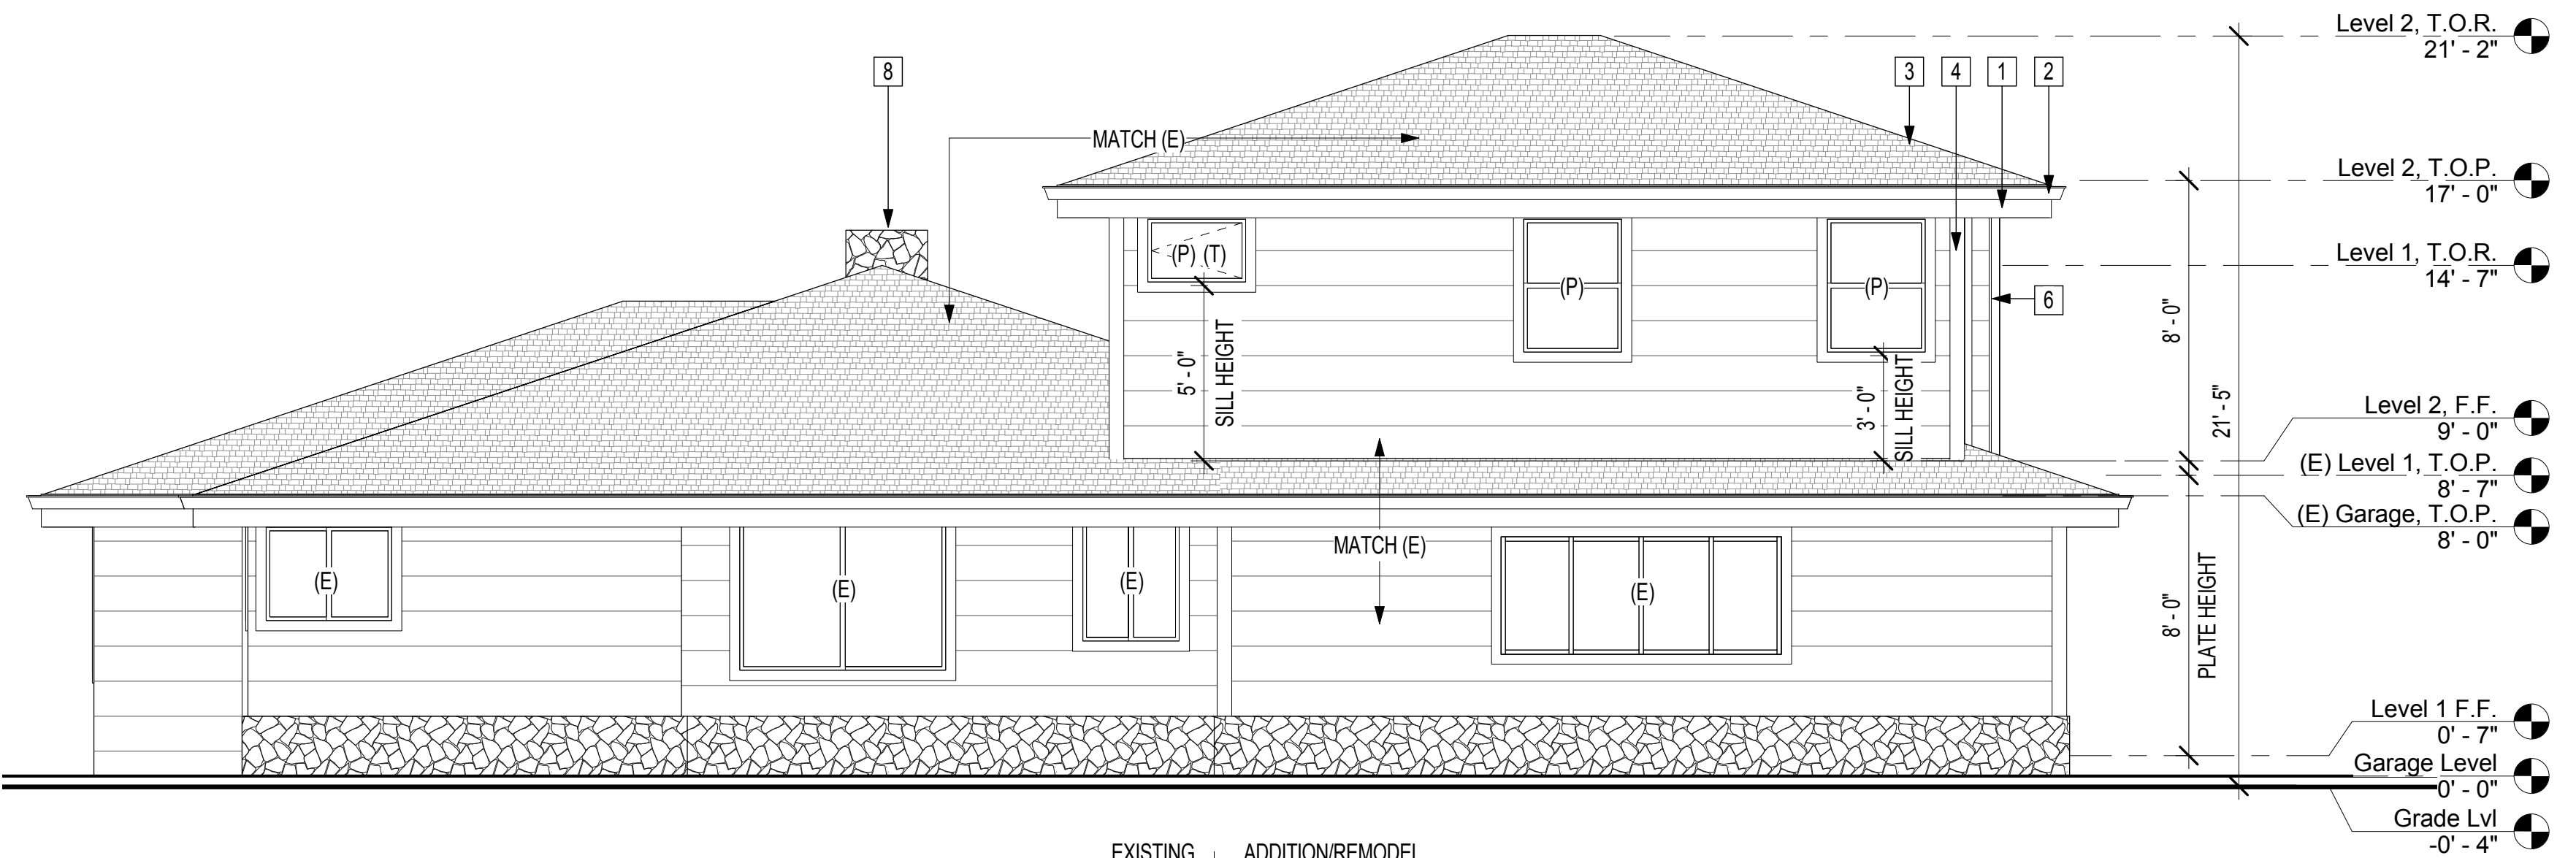 Level 2, T.O.R.
21' - 2"
8
3
4
1
2
MATCH (E)
Level 2, T.O.P.
17' - 0"
Level 1, T.O.R.
14' - 7"
(P) (T)
(P)
(P)
6
8' - 0"
5' - 0"
SILL HEIGHT
3' - 0"
SILL HEIGHT
21' - 5"
Level 2, F.F.
9' - 0"
(E) Level 1, T.O.P.
8' - 7"
(E) Garage, T.O.P.
8' - 0"
MATCH (E)
(E)
(E)
(E)
(E)
8' - 0"
PLATE HEIGHT
Level 1 F.F.
0' - 7"
Garage Level
0' - 0"
Grade Lvl
-0' - 4"
EXISTING
ADDITION/REMODEL